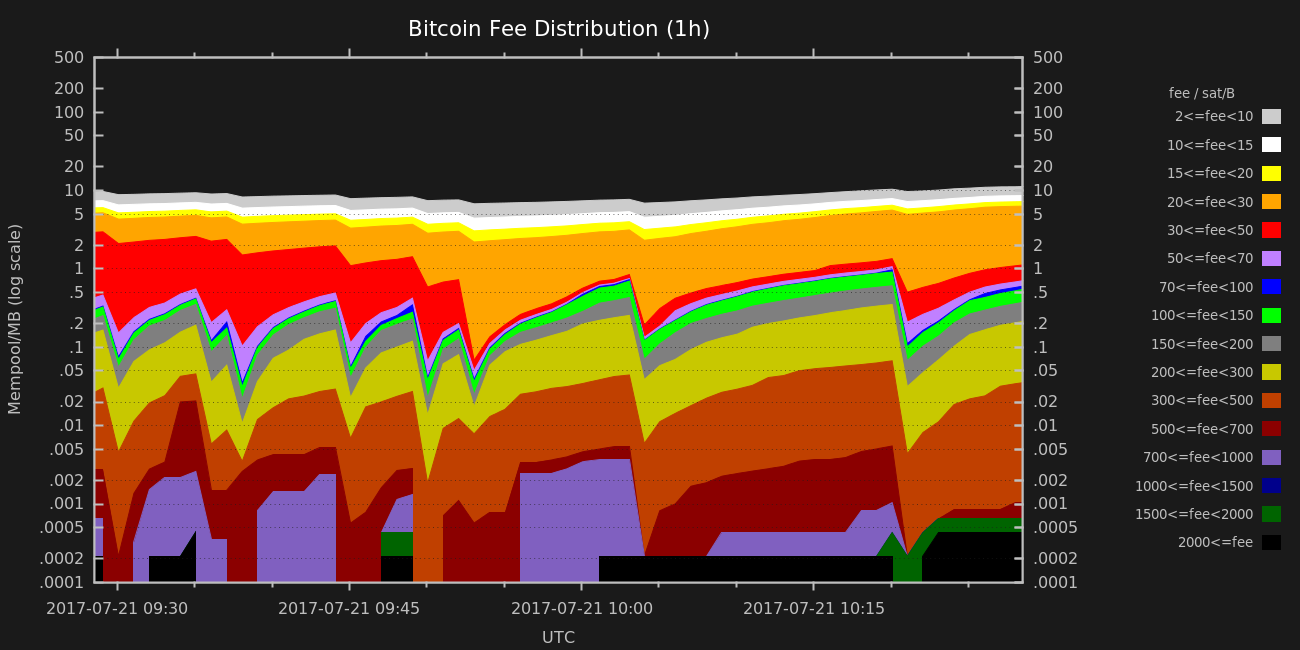 Bitcoin Fee Distribution (1h)
Mempool/MB (log scale)
500
200
100
50
20
10
5
2
1
.5
.2
.1
.05
.02
.01
.005
.002
.001
.0005
.0002
.0001
500
200
100
50
20
10
5
2
1
.5
.2
.1
.05
.02
.01
.005
.002
.001
.0005
.0002
.0001
2017-07-21 09:30 2017-07-21 09:45 2017-07-21 10:00 2017-07-21 10:15
UTC
fee / sat/B
2<=fee<10
10<=fee<15
15<=fee<20
20<=fee<30
30<=fee<50
50<=fee<70
70<=fee<100
100<=fee<150
150<=fee<200
200<=fee<300
300<=fee<500
500<=fee<700
700<=fee<1000
1000<=fee<1500
1500<=fee<2000
2000<=fee